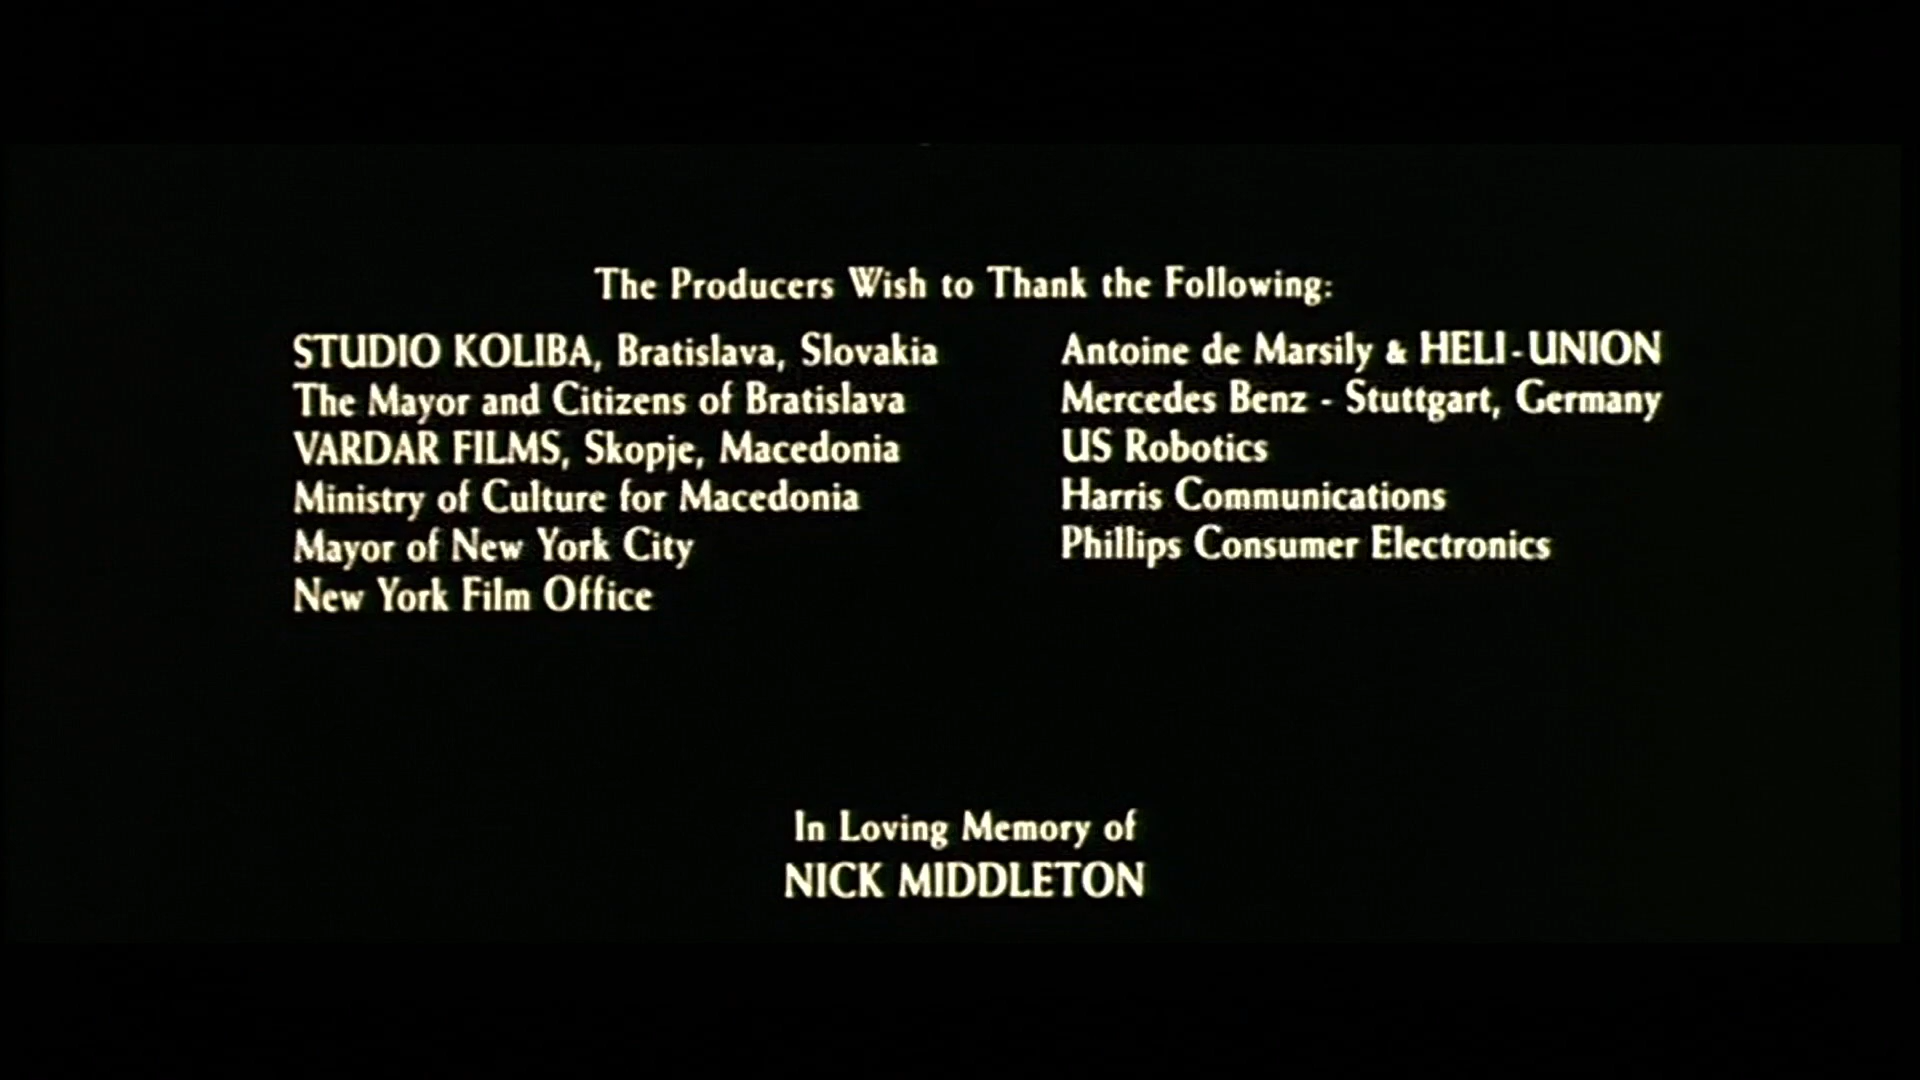 The Producers Wish to Thank the Following:
STUDIO KOLIBA, Bratislava, Slovakia
The Mayor and Citizens of Bratislava
VARDAR FILMS, Skopje, Macedonia
Ministry of Culture for Macedonia
Mayor of New York City
New York Film Office
Antoine de Marsily & HELI-UNION
Mercedes Benz - Stuttgart, Germany
US Robotics
Harris Communications
Phillips Consumer Electronics
In Loving Memory of
NICK MIDDLETON